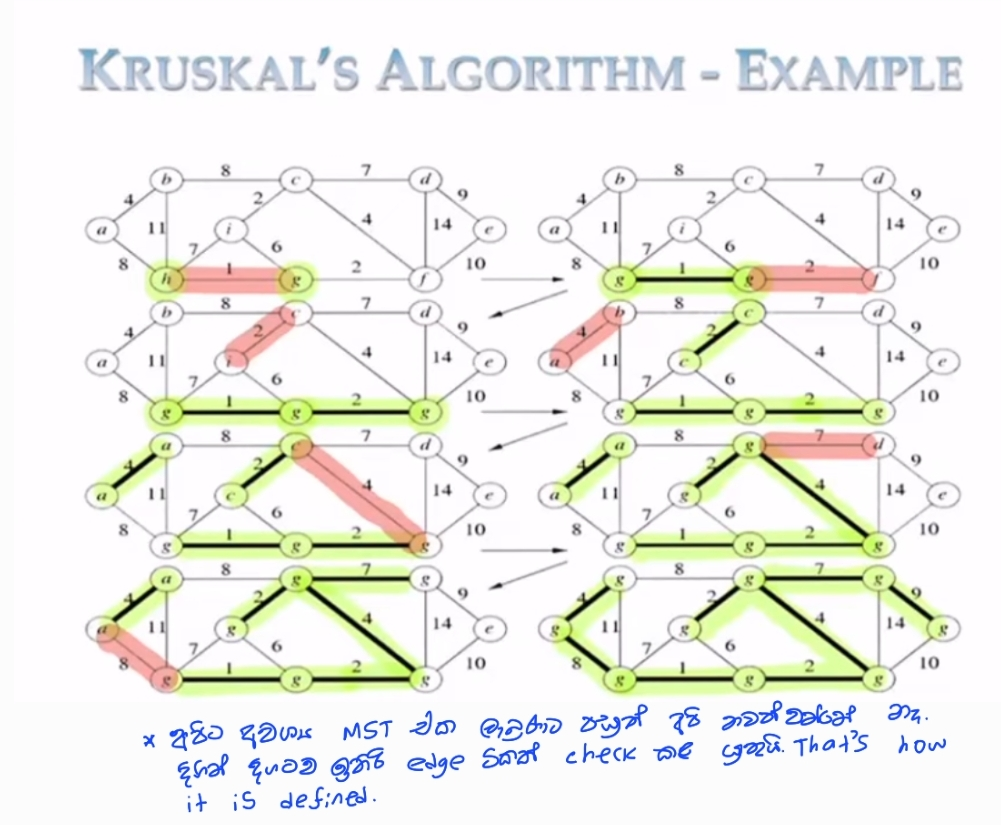 KRUSKAL'S ALGORITHM - EXAMPLE
b 8 c 7 d b 8 c 7 d
4 2 9 4 2 9
a 11 i 4 14 e a 11 i 4 14 e
8 7 6 10 8 7 6 10
h 1 g 2 f g 1 g 2 f
b 8 c 7 d b 8 c 7 d
4 2 9 4 2 9
a 11 i 4 14 e a 11 c 4 14 e
8 7 6 10 8 7 6 10
g 1 g 2 g g 1 g 2 g
a 8 c 7 d a 8 g 7 d
4 2 9 4 2 9
a 11 c 4 14 e a 11 g 4 14 e
8 7 6 10 8 7 6 10
g 1 g 2 g g 1 g 2 g
a 8 g 7 g g 8 g 7 g
4 2 9 4 2 9
a 11 g 4 14 e g 11 g 4 14 g
8 7 6 10 8 7 6 10
g 1 g 2 g g 1 g 2 g
* අපිට අවශ්‍ය MST එක ලැබුණාට පසුත් අපි නවත්වන්නේ නැ.
දිගින් දිගටම ඉතිරි edge ටිකත් check කළ යුතුයි. That's how
it is defined.